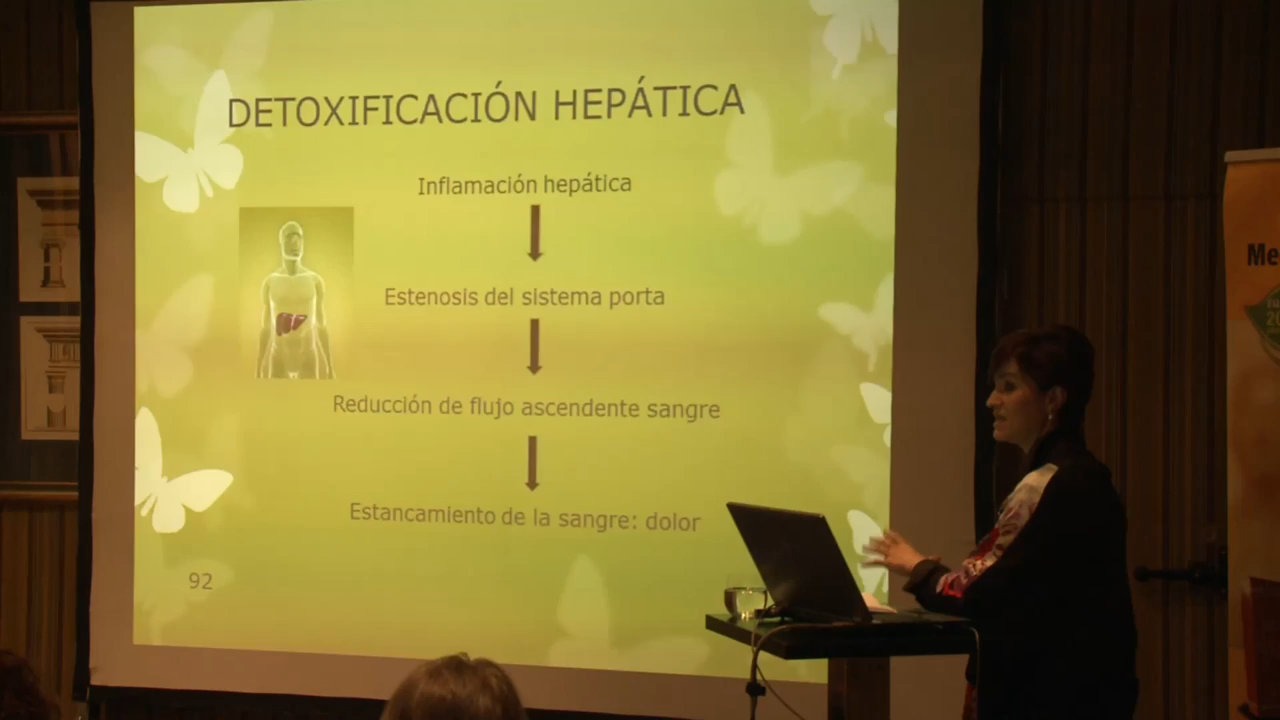 DETOXIFICACIÓN HEPÁTICA
Inflamación hepática
Estenosis del sistema porta
Reducción de flujo ascendente sangre
Estancamiento de la sangre: dolor
92
Me